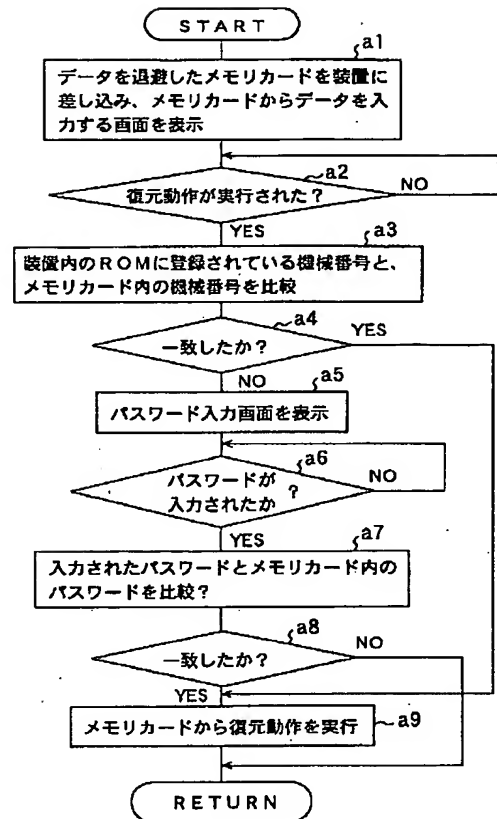 START
a1
データを退避したメモリカードを装置に
差し込み、メモリカードからデータを入
力する画面を表示
a2
復元動作が実行された？
NO
YES
a3
装置内のROMに登録されている機械番号と、
メモリカード内の機械番号を比較
a4
一致したか？
YES
NO
a5
パスワード入力画面を表示
a6
パスワードが
入力されたか
？
NO
YES
a7
入力されたパスワードとメモリカード内の
パスワードを比較？
a8
一致したか？
NO
YES
メモリカードから復元動作を実行
a9
RETURN